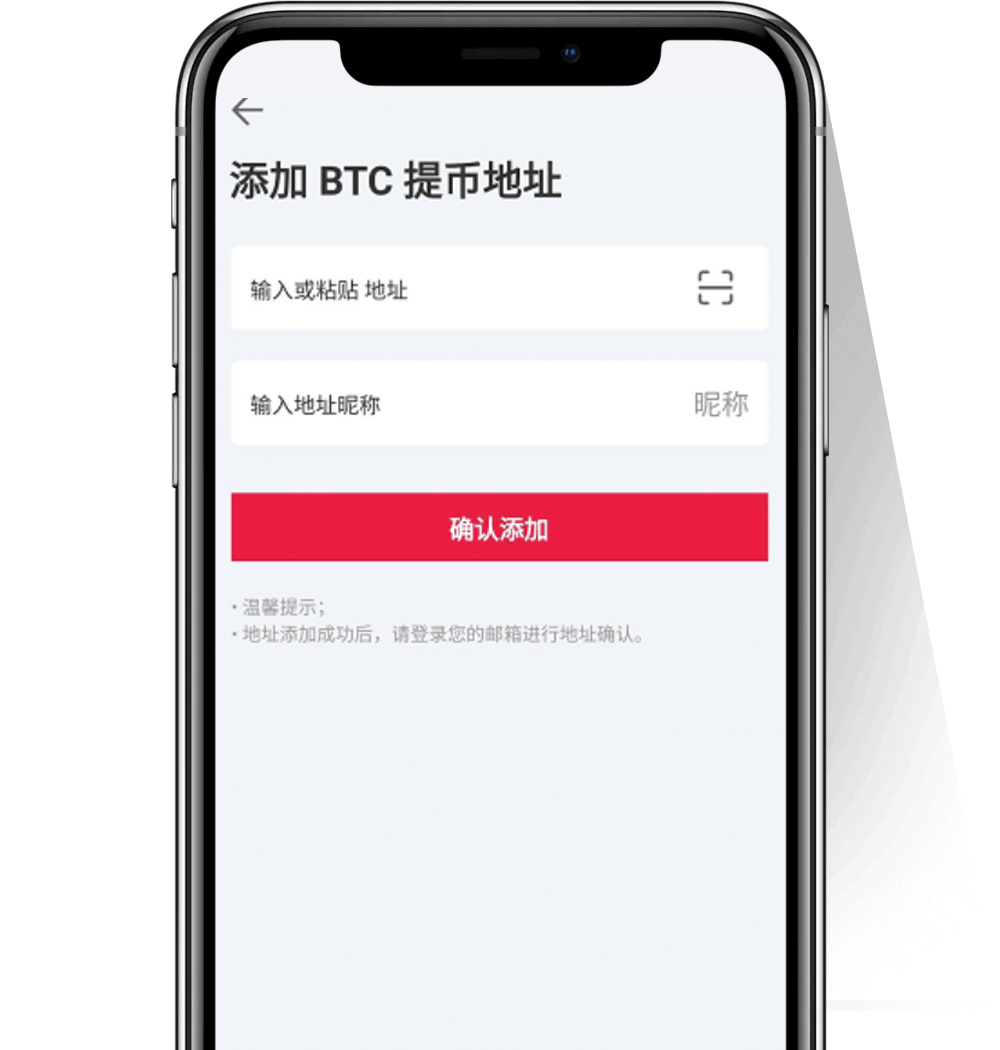 添加 BTC 提币地址
输入或粘贴 地址
输入地址昵称 昵称
确认添加
• 温馨提示；
• 地址添加成功后，请登录您的邮箱进行地址确认。